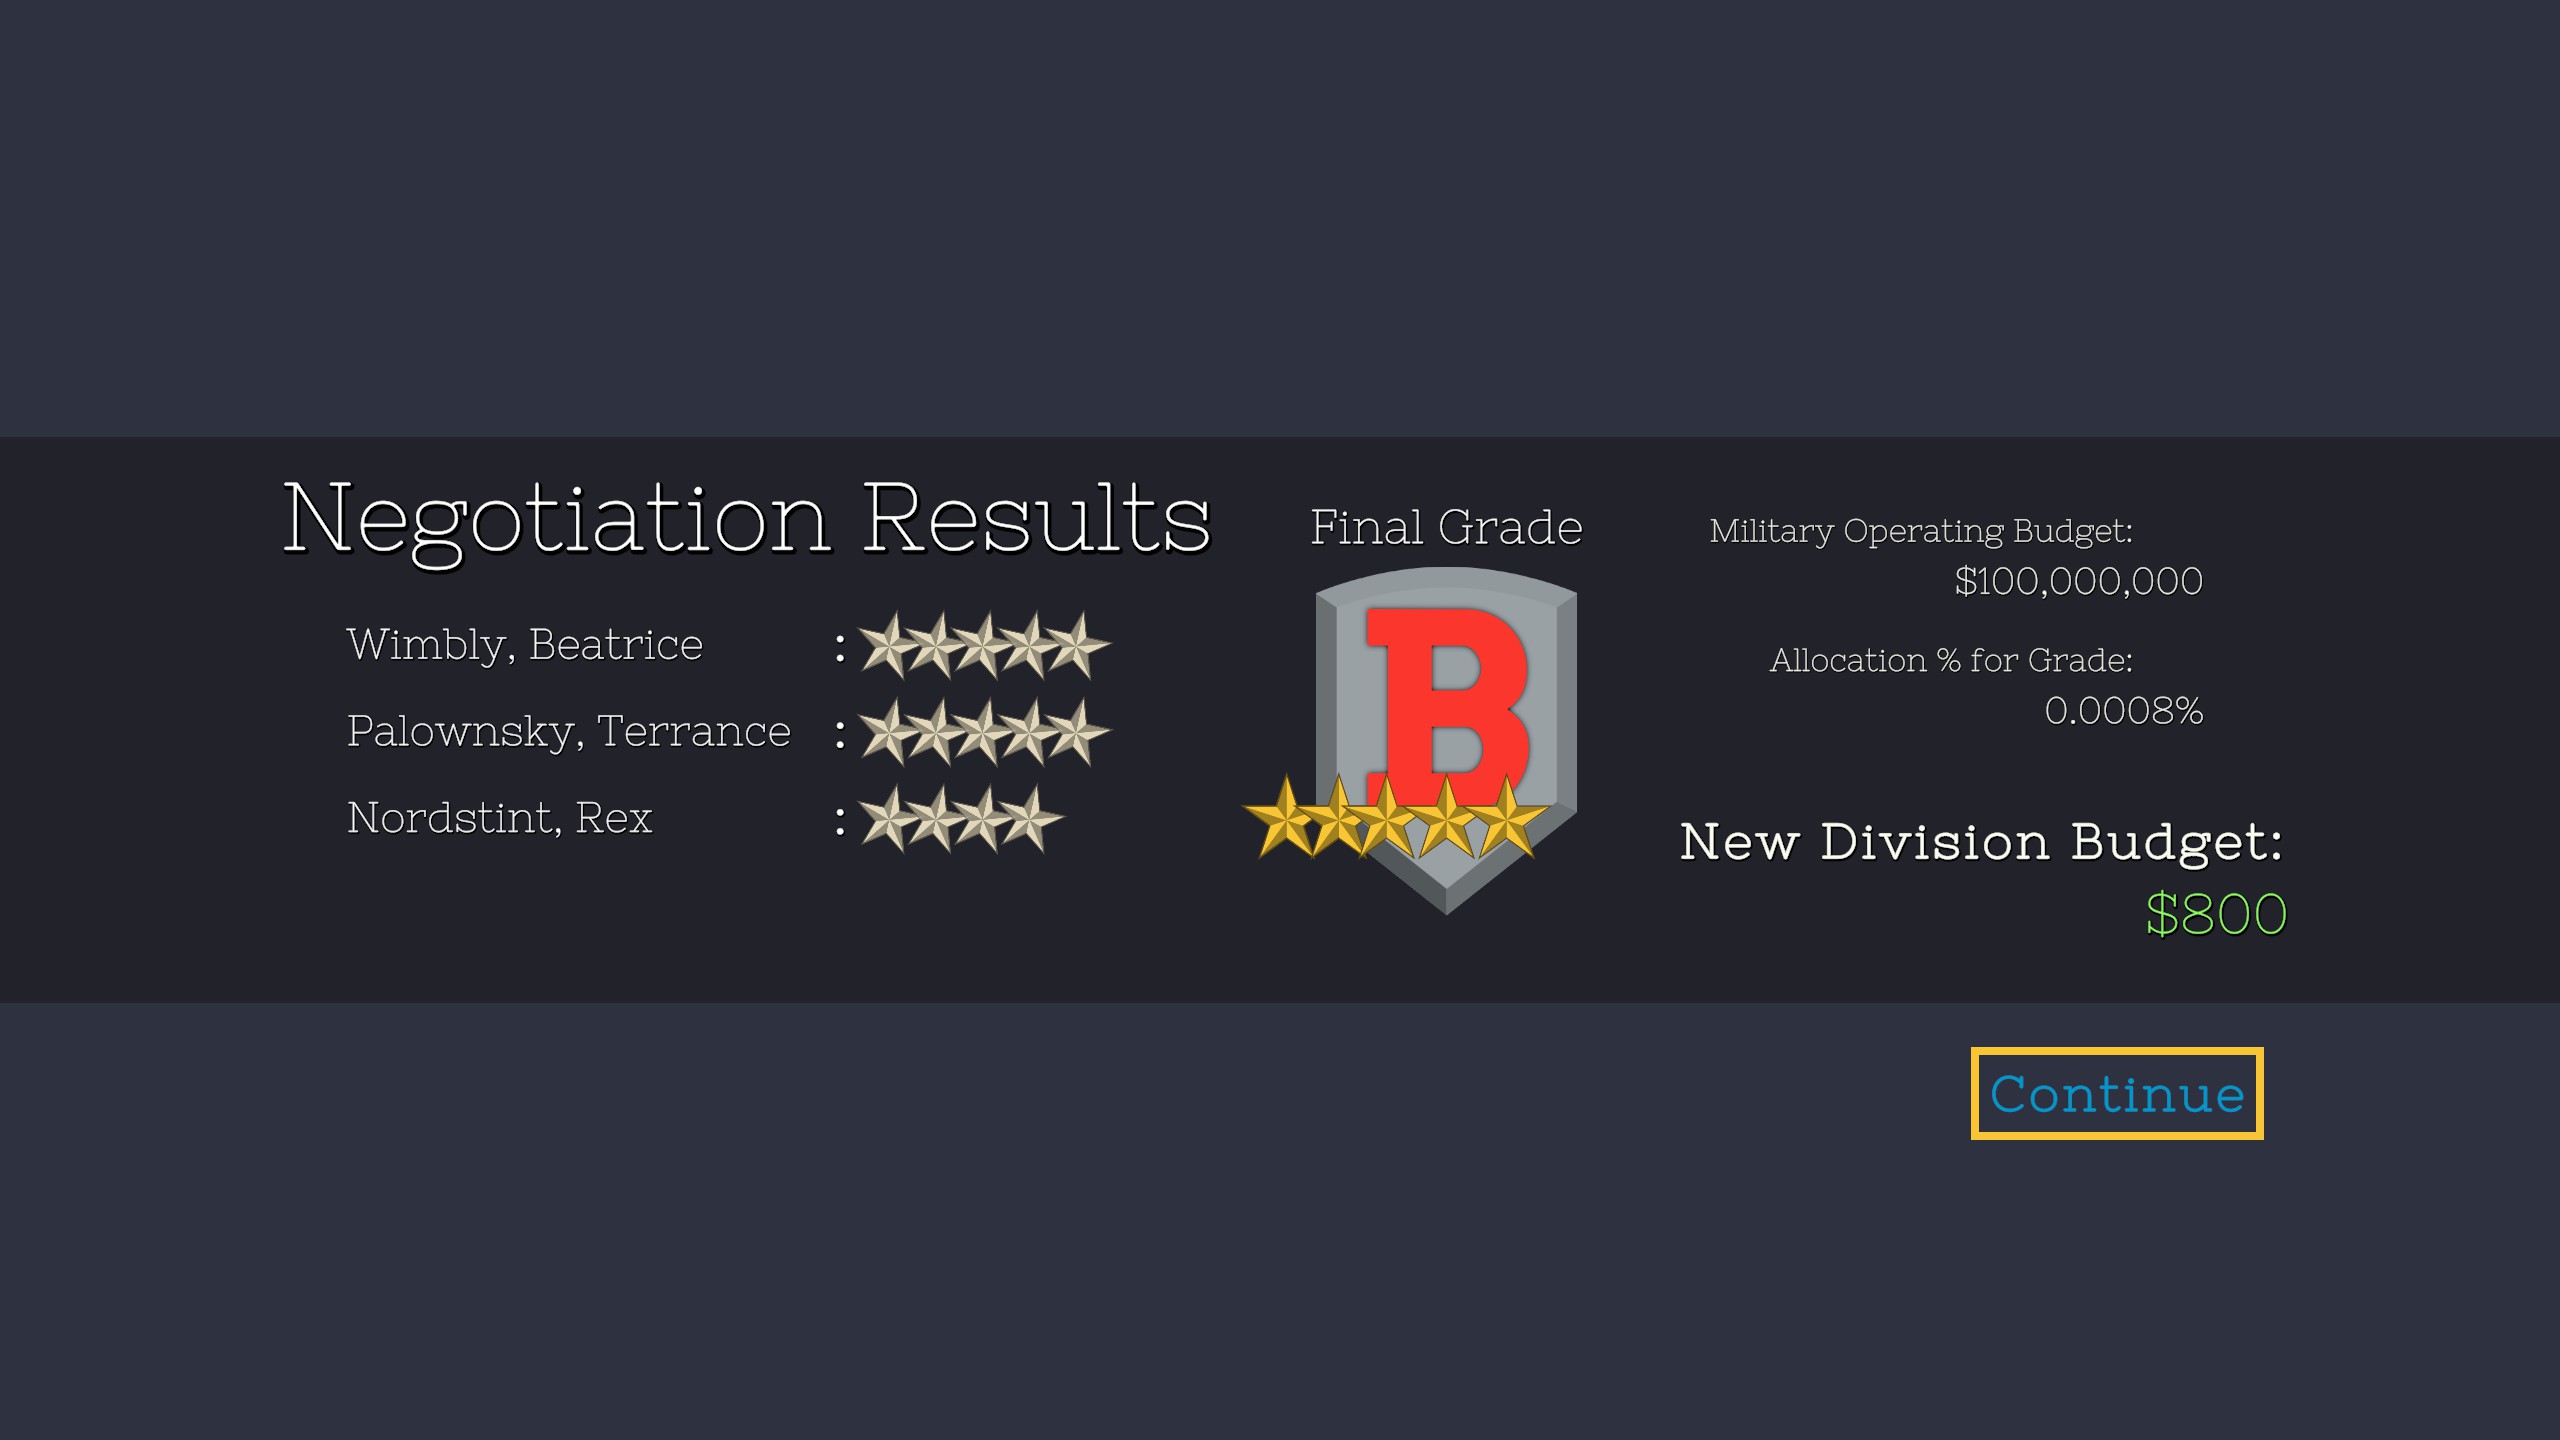 Negotiation Results
Wimbly, Beatrice :
Palownsky, Terrance :
Nordstint, Rex :
Final Grade
B
Military Operating Budget:
$100,000,000
Allocation % for Grade:
0.0008%
New Division Budget:
$800
Continue